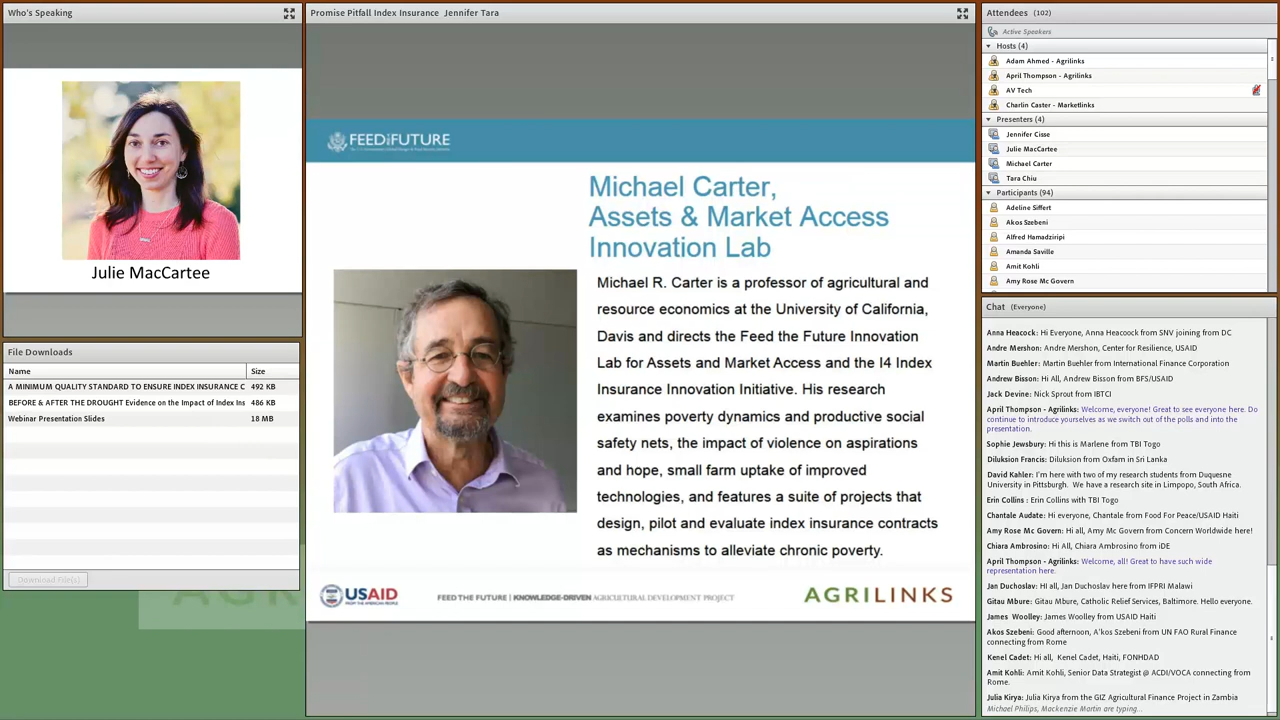 Who's Speaking
Julie MacCartee
File Downloads
Name Size
A MINIMUM QUALITY STANDARD TO ENSURE INDEX INSURANCE C 492 KB
BEFORE & AFTER THE DROUGHT Evidence on the Impact of Index Ins 486 KB
Webinar Presentation Slides 18 MB
Download File(s)
Promise Pitfall Index Insurance Jennifer Tara
FEED THE FUTURE
Michael Carter,
Assets & Market Access
Innovation Lab
Michael R. Carter is a professor of agricultural and
resource economics at the University of California,
Davis and directs the Feed the Future Innovation
Lab for Assets and Market Access and the I4 Index
Insurance Innovation Initiative. His research
examines poverty dynamics and productive social
safety nets, the impact of violence on aspirations
and hope, small farm uptake of improved
technologies, and features a suite of projects that
design, pilot and evaluate index insurance contracts
as mechanisms to alleviate chronic poverty.
USAID
FROM THE AMERICAN PEOPLE
FEED THE FUTURE | KNOWLEDGE-DRIVEN AGRICULTURAL DEVELOPMENT PROJECT
AGRILINKS
Attendees (102)
Active Speakers
Hosts (4)
Adam Ahmed - Agrilinks
April Thompson - Agrilinks
AV Tech
Charlin Caster - Marketlinks
Presenters (4)
Jennifer Cisse
Julie MacCartee
Michael Carter
Tara Chiu
Participants (94)
Adeline Siffert
Akos Szebeni
Alfred Hamadziripi
Amanda Saville
Amit Kohli
Amy Rose Mc Govern
Chat (Everyone)
Anna Heacock: Hi Everyone, Anna Heacoock from SNV joining from DC
Andre Mershon: Andre Mershon, Center for Resilience, USAID
Martin Buehler: Martin Buehler from International Finance Corporation
Andrew Bisson: Hi All, Andrew Bisson from BFS/USAID
Jack Devine: Nick Sprout from IBTCI
April Thompson - Agrilinks: Welcome, everyone! Great to see everyone here. Do
continue to introduce yourselves as we switch out of the polls and into the
presentation.
Sophie Jewsbury: Hi this is Marlene from TBI Togo
Diluksion Francis: Diluksion from Oxfam in Sri Lanka
David Kahler: I'm here with two of my research students from Duquesne
University in Pittsburgh. We have a research site in Limpopo, South Africa.
Erin Collins : Erin Collins with TBI Togo
Chantale Audate: Hi everyone, Chantale from Food For Peace/USAID Haiti
Amy Rose Mc Govern: Hi all, Amy Mc Govern from Concern Worldwide here!
Chiara Ambrosino: Hi All, Chiara Ambrosino from iDE
April Thompson - Agrilinks: Welcome, all! Great to have such wide
representation here.
Jan Duchoslav: HI all, Jan Duchoslav here from IFPRI Malawi
Gitau Mbure: Gitau Mbure, Catholic Relief Services, Baltimore. Hello everyone.
James Woolley: James Woolley from USAID Haiti
Akos Szebeni: Good afternoon, A'kos Szebeni from UN FAO Rural Finance
connecting from Rome
Kenel Cadet: Hi all, Kenel Cadet, Haiti, FONHDAD
Amit Kohli: Amit Kohli, Senior Data Strategist @ ACDI/VOCA connecting from
Rome.
Julia Kirya: Julia Kirya from the GIZ Agricultural Finance Project in Zambia
Michael Philips, Mackenzie Martin are typing...